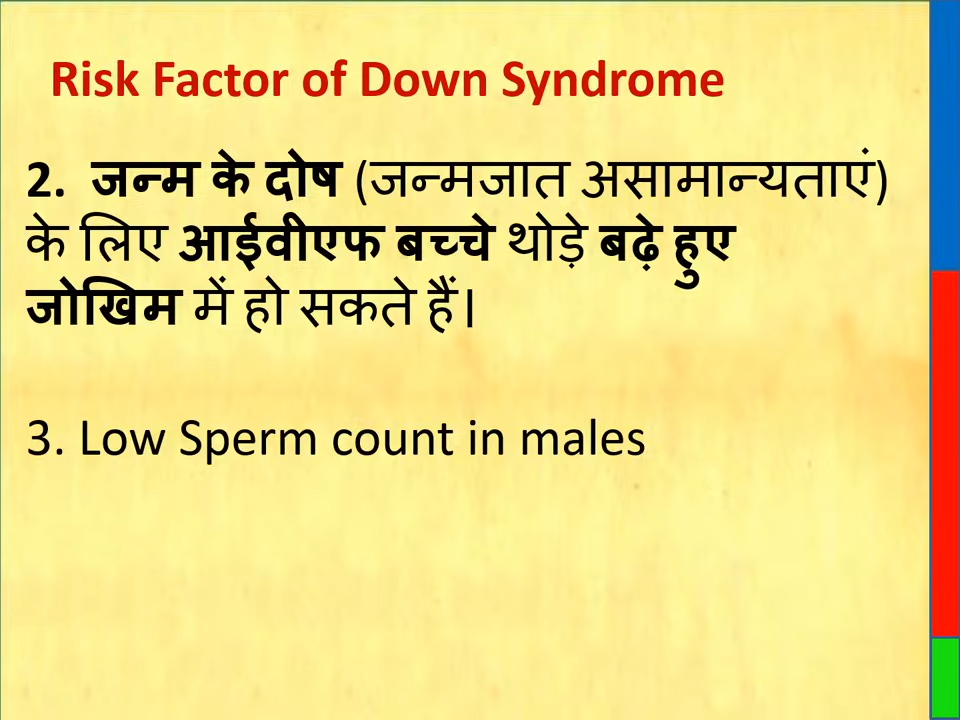 Risk Factor of Down Syndrome
2. जन्म के दोष (जन्मजात असामान्यताएं)
के लिए आईवीएफ बच्चे थोड़े बढ़े हुए
जोखिम में हो सकते हैं।
3. Low Sperm count in males